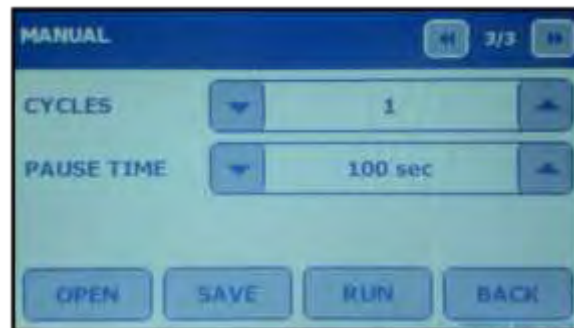 MANUAL 3/3
CYCLES 1
PAUSE TIME 100 sec
OPEN SAVE RUN BACK